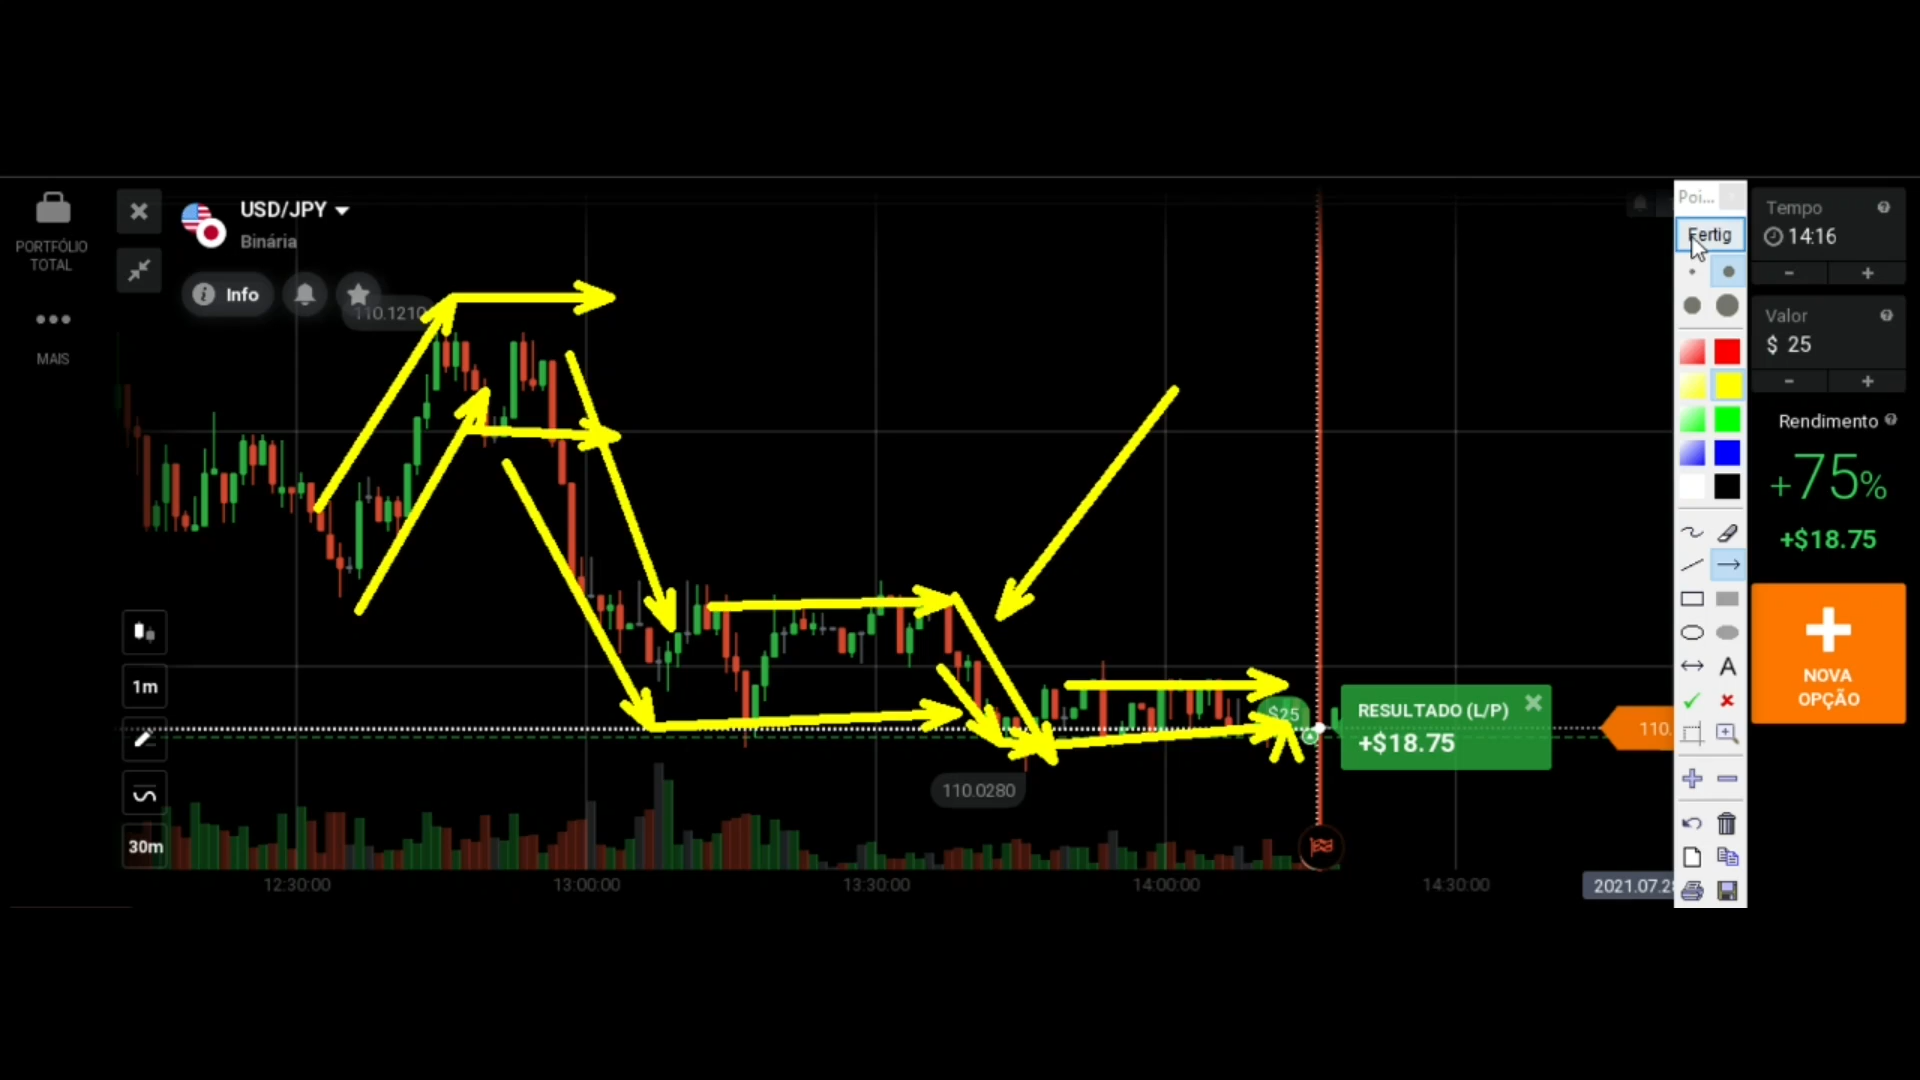 PORTFÓLIO
TOTAL
MAIS
USD/JPY
Binária
Info
110.1210
1m
30m
110.0280
$25
RESULTADO (L/P)
+$18.75
110.
12:30:00
13:00:00
13:30:00
14:00:00
14:30:00
2021.07.28
Poi...
Fertig
A
Tempo
14:16
Valor
$ 25
Rendimento
+75%
+$18.75
NOVA
OPÇÃO